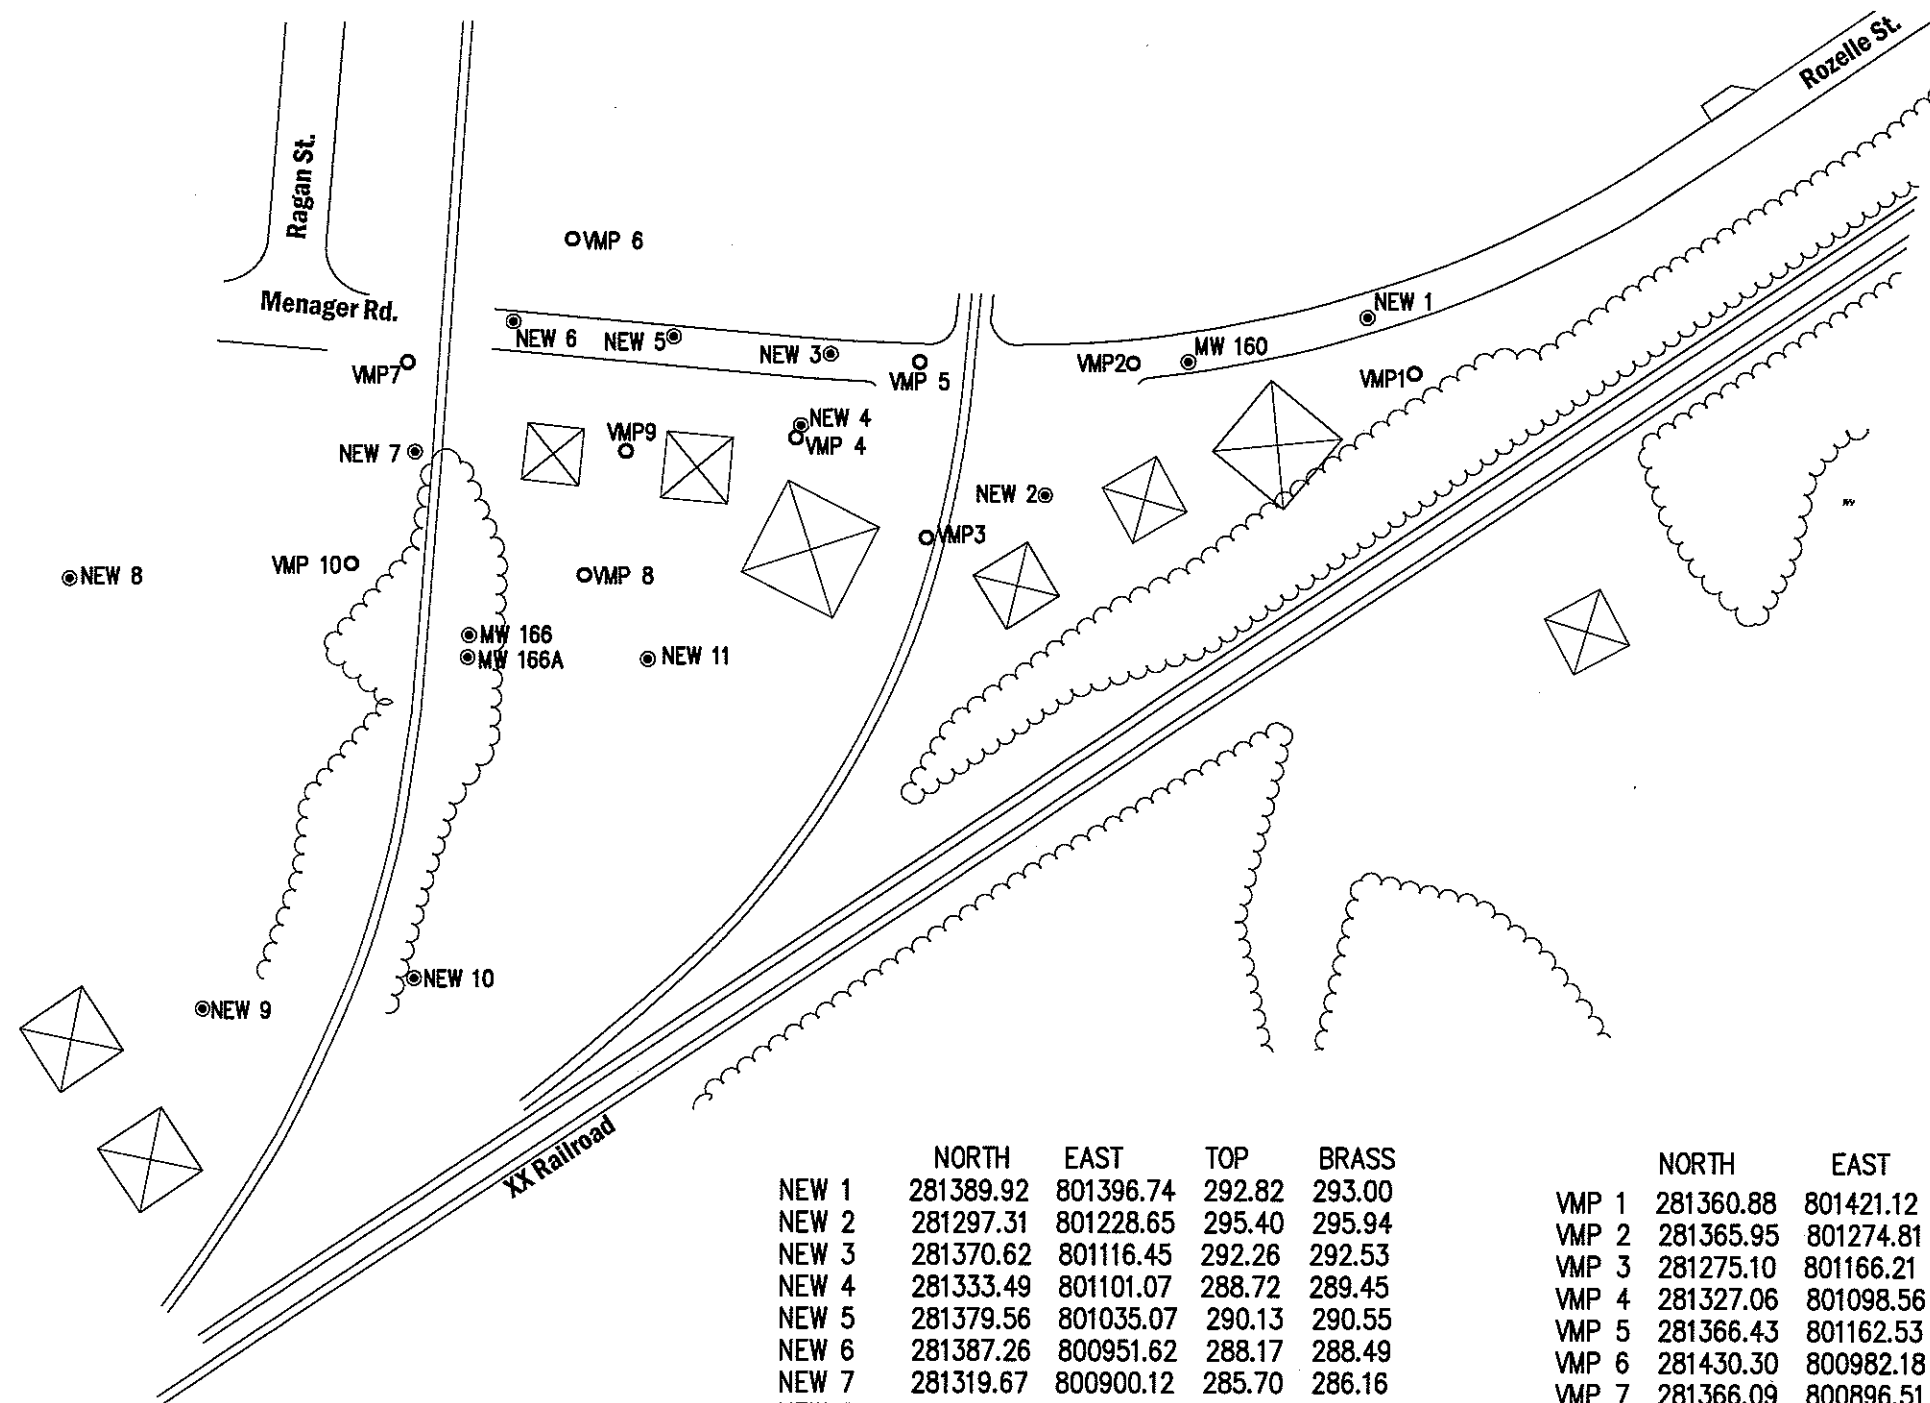 Rozelle St.
Ragan St.
VMP 6
Menager Rd.
NEW 1
NEW 6
NEW 5
NEW 3
MW 160
VMP7
VMP 5
VMP2
VMP1
NEW 4
VMP9
VMP 4
NEW 7
NEW 2
VMP3
NEW 8
VMP 10
VMP 8
MW 166
MW 166A
NEW 11
NEW 10
NEW 9
XX Railroad
NORTH EAST TOP BRASS
NEW 1 281389.92 801396.74 292.82 293.00
NEW 2 281297.31 801228.65 295.40 295.94
NEW 3 281370.62 801116.45 292.26 292.53
NEW 4 281333.49 801101.07 288.72 289.45
NEW 5 281379.56 801035.07 290.13 290.55
NEW 6 281387.26 800951.62 288.17 288.49
NEW 7 281319.67 800900.12 285.70 286.16
NORTH EAST
VMP 1 281360.88 801421.12
VMP 2 281365.95 801274.81
VMP 3 281275.10 801166.21
VMP 4 281327.06 801098.56
VMP 5 281366.43 801162.53
VMP 6 281430.30 800982.18
VMP 7 281366.09 800896.51